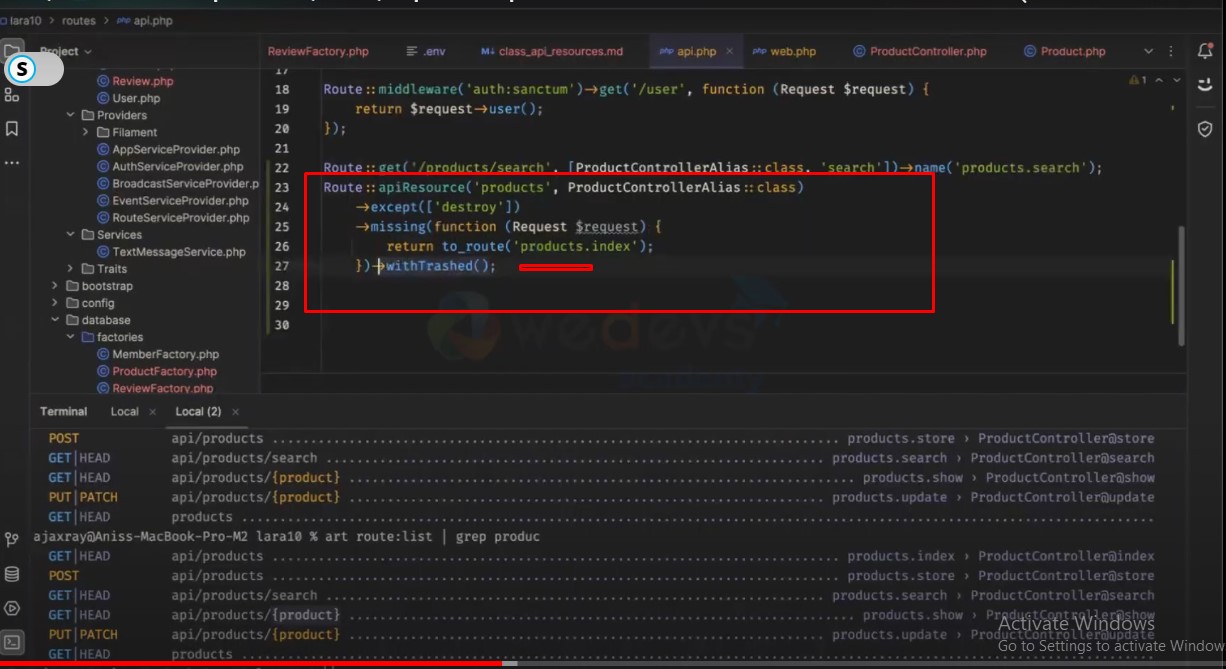 lara10 > routes > php api.php
Project
ReviewFactory.php
.env
M↓ class_api_resources.md
php api.php ×
php web.php
ProductController.php
Product.php
S
Review.php
User.php
Providers
Filament
AppServiceProvider.php
AuthServiceProvider.php
BroadcastServiceProvider.p
EventServiceProvider.php
RouteServiceProvider.php
Services
TextMessageService.php
Traits
bootstrap
config
database
factories
MemberFactory.php
ProductFactory.php
ReviewFactory.php
1
17
18 Route::middleware('auth:sanctum')→get('/user', function (Request $request) {
19 return $request→user();
20 });
21
22 Route::get('/products/search', [ProductControllerAlias::class, 'search'])→name('products.search');
23 Route::apiResource('products', ProductControllerAlias::class)
24 →except(['destroy'])
25 →missing(function (Request $request) {
26 return to_route('products.index');
27 })→withTrashed();
28
29
30
wedevs
academy
Terminal Local × Local (2) ×
POST api/products ........ products.store › ProductController@store
GET|HEAD api/products/search ........ products.search › ProductController@search
GET|HEAD api/products/{product} ........ products.show › ProductController@show
PUT|PATCH api/products/{product} ........ products.update › ProductController@update
GET|HEAD products ........
ajaxray@Aniss-MacBook-Pro-M2 lara10 % art route:list | grep produc
GET|HEAD api/products ........ products.index › ProductController@index
POST api/products ........ products.store › ProductController@store
GET|HEAD api/products/search ........ products.search › ProductController@search
GET|HEAD api/products/{product} ........ products.show › ProductController@show
PUT|PATCH api/products/{product} ........ products.update › ProductController@update
GET|HEAD products ........
Activate Windows
Go to Settings to activate Window